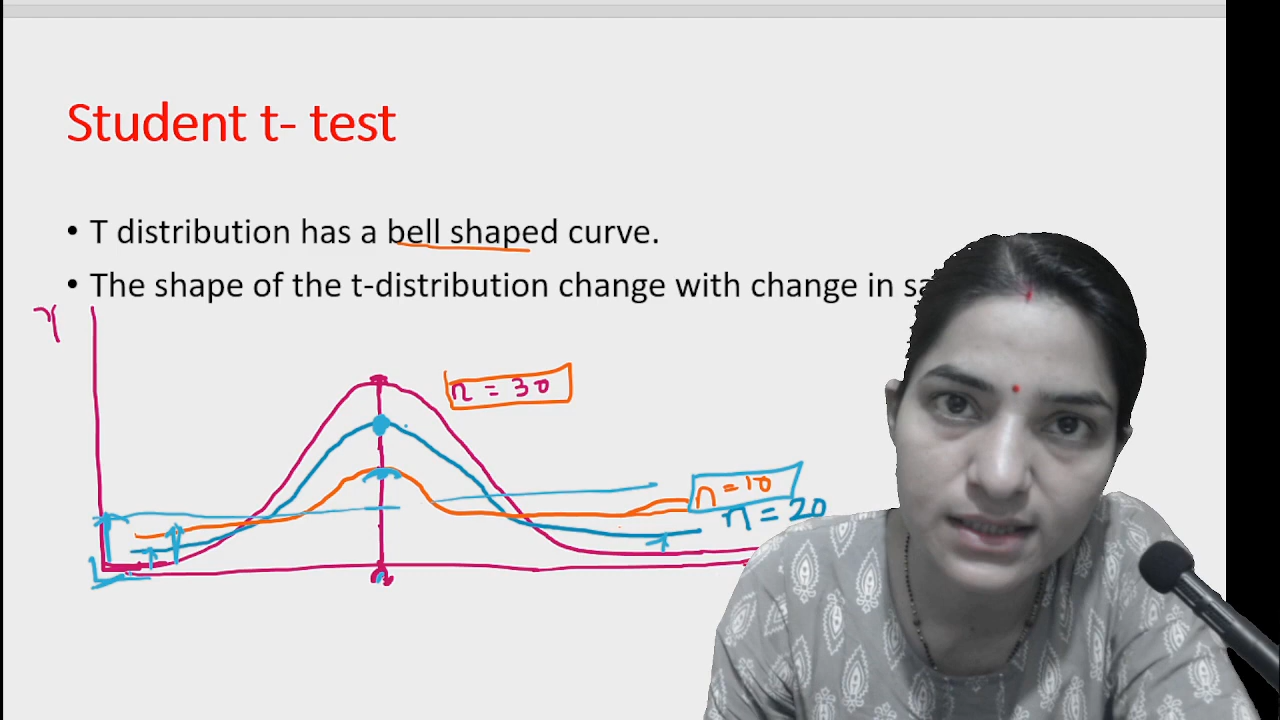 Student t- test
• T distribution has a bell shaped curve.
• The shape of the t-distribution change with change in sa
Y
n = 30
n = 10
n = 20